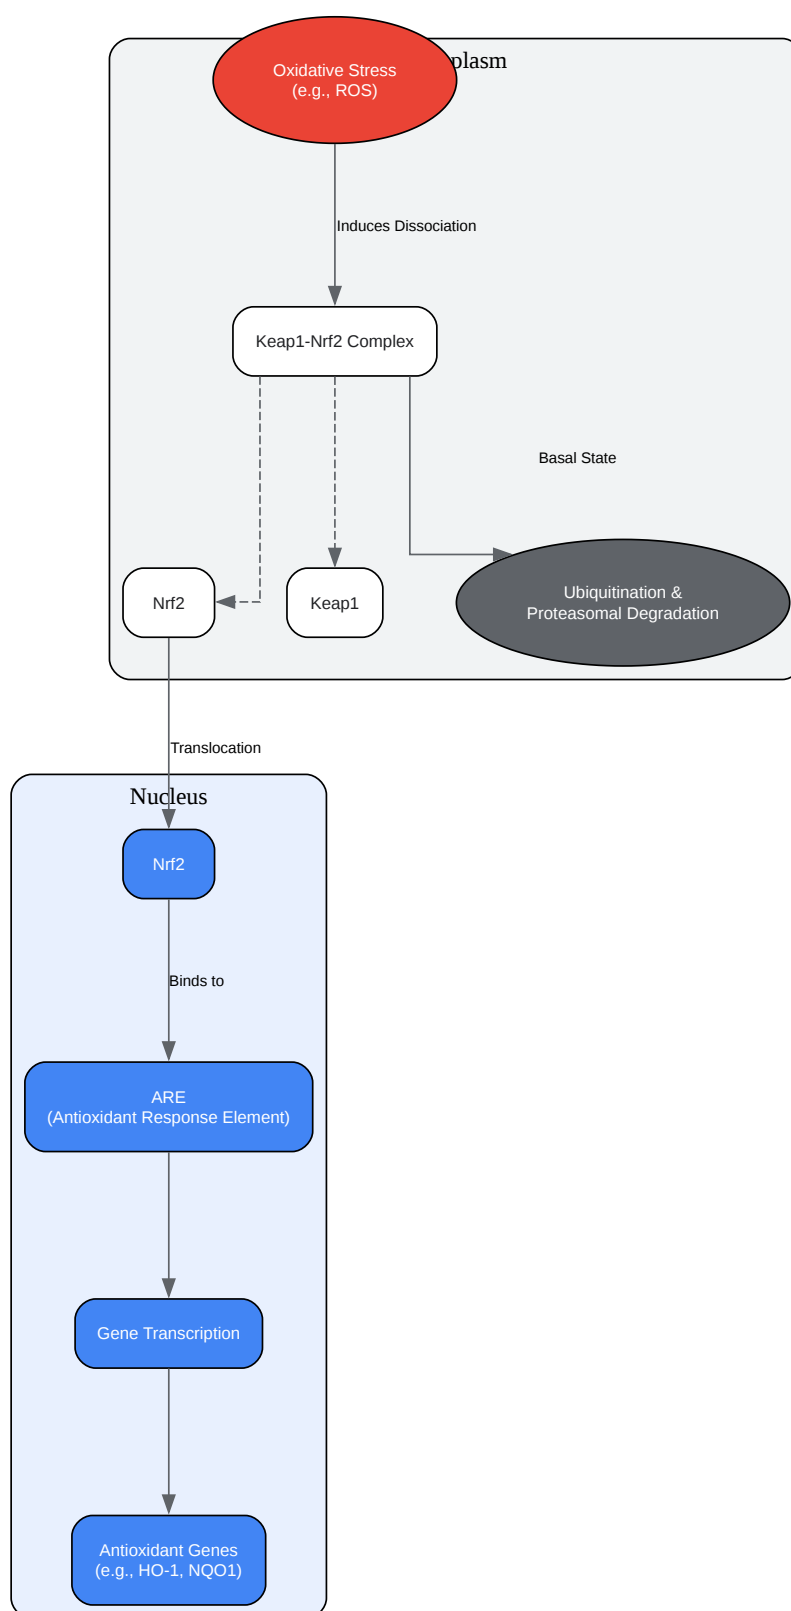 plasm
Oxidative Stress
(e.g., ROS)
Induces Dissociation
Keap1-Nrf2 Complex
Basal State
Nrf2
Keap1
Ubiquitination &
Proteasomal Degradation
Translocation
Nucleus
Nrf2
Binds to
ARE
(Antioxidant Response Element)
Gene Transcription
Antioxidant Genes
(e.g., HO-1, NQO1)